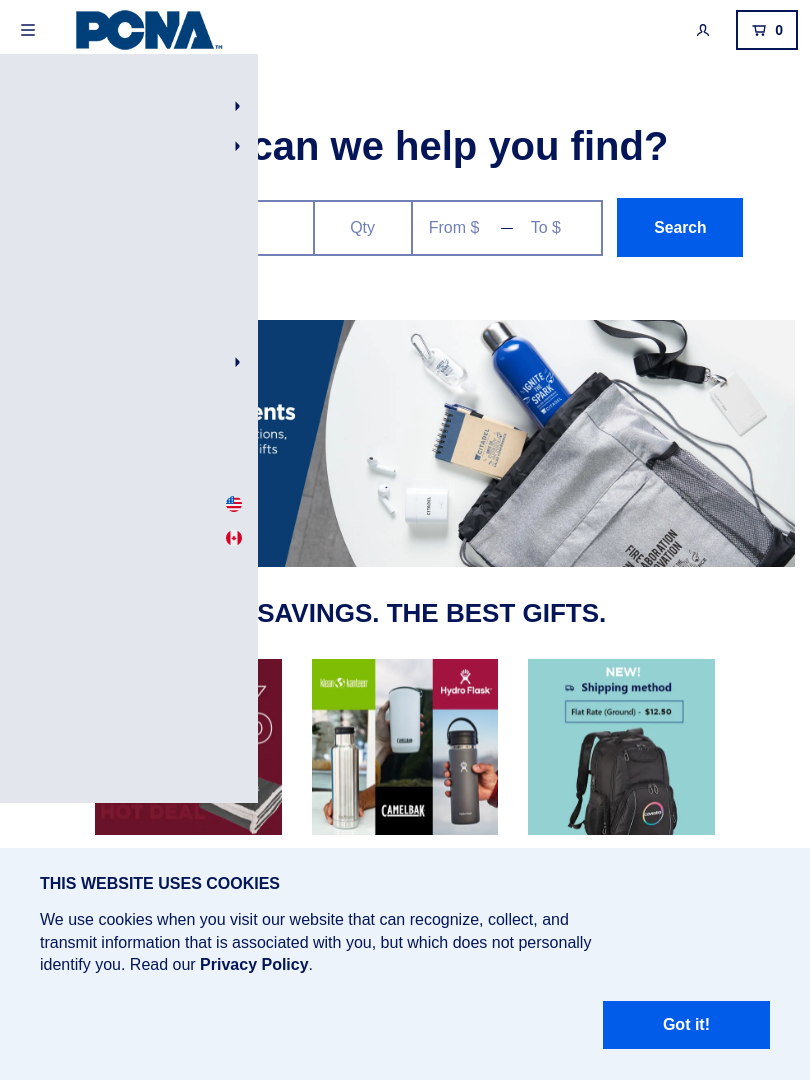 PCNA™
0
can we help you find?
Qty
From $
To $
Search
ents
tions,
ifts
IGNITE
THE
SPARK
CITADEL
CITADEL
FIRE
SAVINGS. THE BEST GIFTS.
HOT DEAL
klean kanteen
Hydro Flask
CAMELBAK
CAMELBAK
NEW!
Shipping method
Flat Rate (Ground) - $12.50
THIS WEBSITE USES COOKIES
We use cookies when you visit our website that can recognize, collect, and
transmit information that is associated with you, but which does not personally
identify you. Read our Privacy Policy.
Got it!